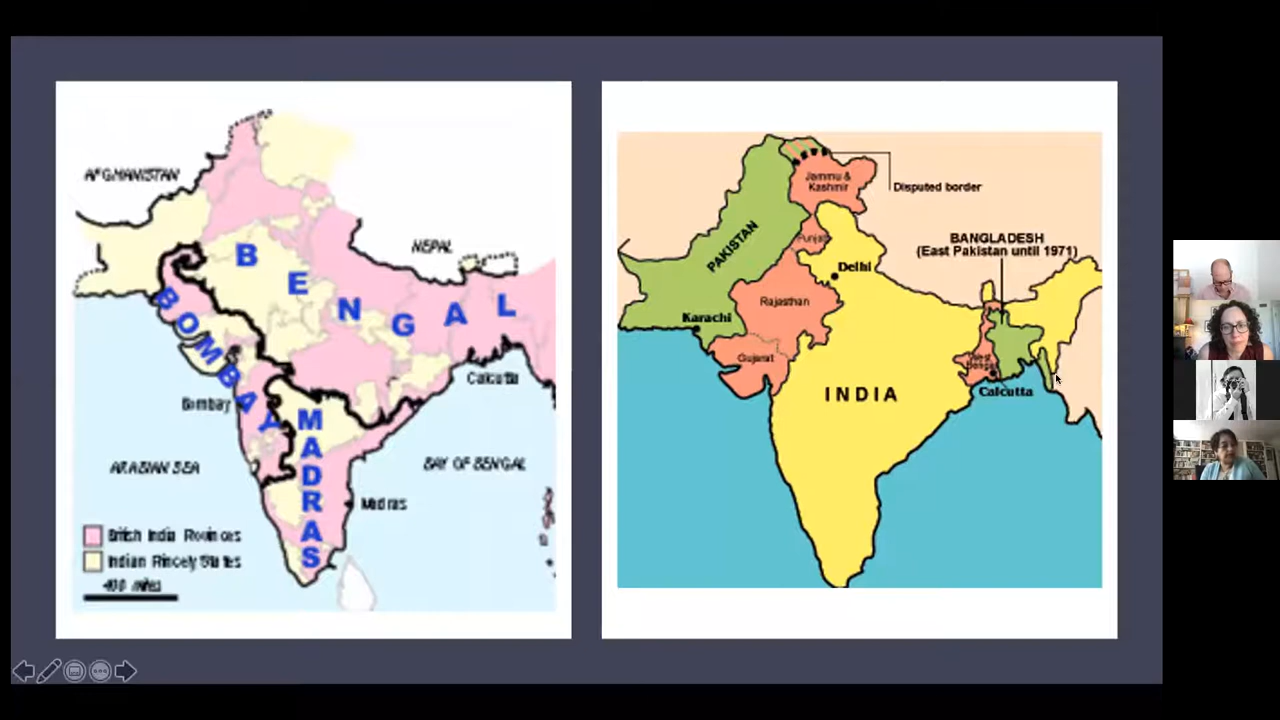 AFGHANISTAN
NEPAL
BENGAL
BOMBAY
Calcutta
Bombay
MADRAS
ARABIAN SEA
BAY OF BENGAL
Madras
British India Provinces
Indian Princely States
400 miles
Jammu &
Kashmir
Disputed border
Punjab
PAKISTAN
BANGLADESH
(East Pakistan until 1971)
Delhi
Rajasthan
Karachi
Gujarat
West
Bengal
INDIA
Calcutta